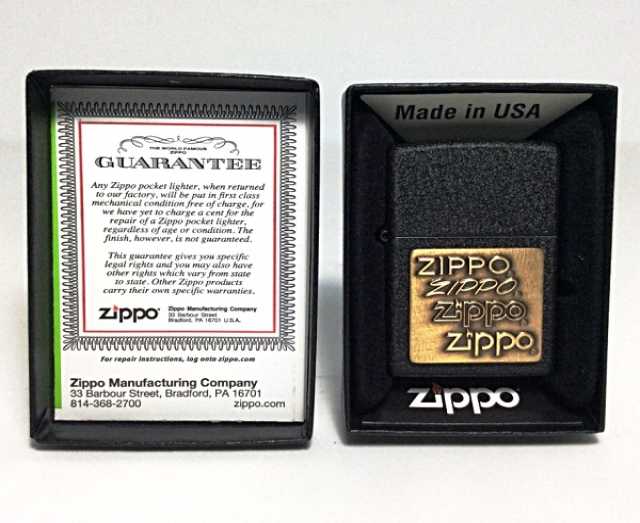 THE WORLD FAMOUS
ZIPPO
GUARANTEE
Any Zippo pocket lighter, when returned
to our factory, will be put in first class
mechanical condition free of charge, for
we have yet to charge a cent for the
repair of a Zippo pocket lighter,
regardless of age or condition. The
finish, however, is not guaranteed.
This guarantee gives you specific
legal rights and you may also have
other rights which vary from state
to state. Other Zippo products
carry their own specific warranties.
zippo Zippo Manufacturing Company
33 Barbour Street
Bradford, PA 16701 U.S.A.
For repair instructions, log onto zippo.com
Zippo Manufacturing Company
33 Barbour Street, Bradford, PA 16701
814-368-2700 zippo.com
Made in USA
ZIPPO
ZIPPO
zippo
zippo
zippo